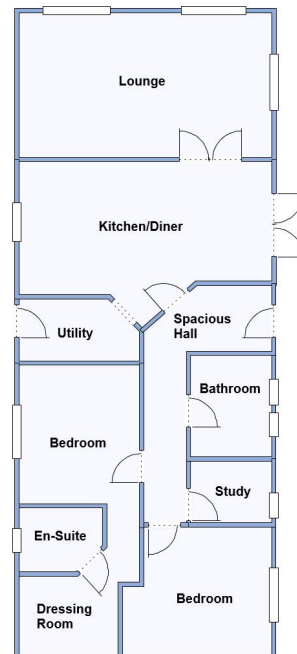 Lounge
Kitchen/Diner
Spacious
Hall
Utility
Bathroom
Bedroom
Study
En-Suite
Bedroom
Dressing
Room